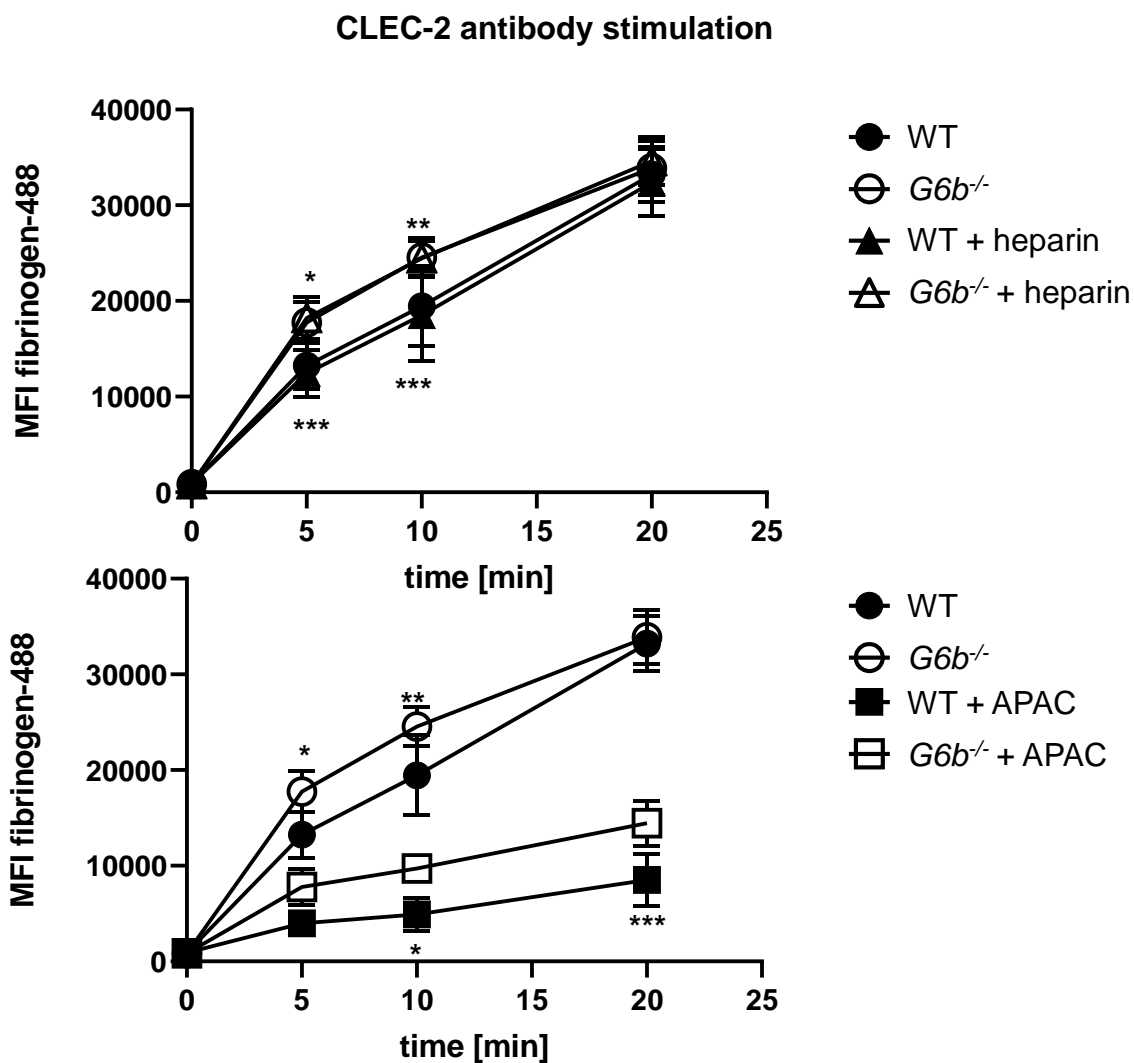 CLEC-2 antibody stimulation
MFI fibrinogen-488
40000
30000
20000
10000
0
*
**
***
***
0 5 10 15 20 25
time [min]
WT
G6b-/-
WT + heparin
G6b-/- + heparin
MFI fibrinogen-488
40000
30000
20000
10000
0
*
**
*
***
0 5 10 15 20 25
time [min]
WT
G6b-/-
WT + APAC
G6b-/- + APAC